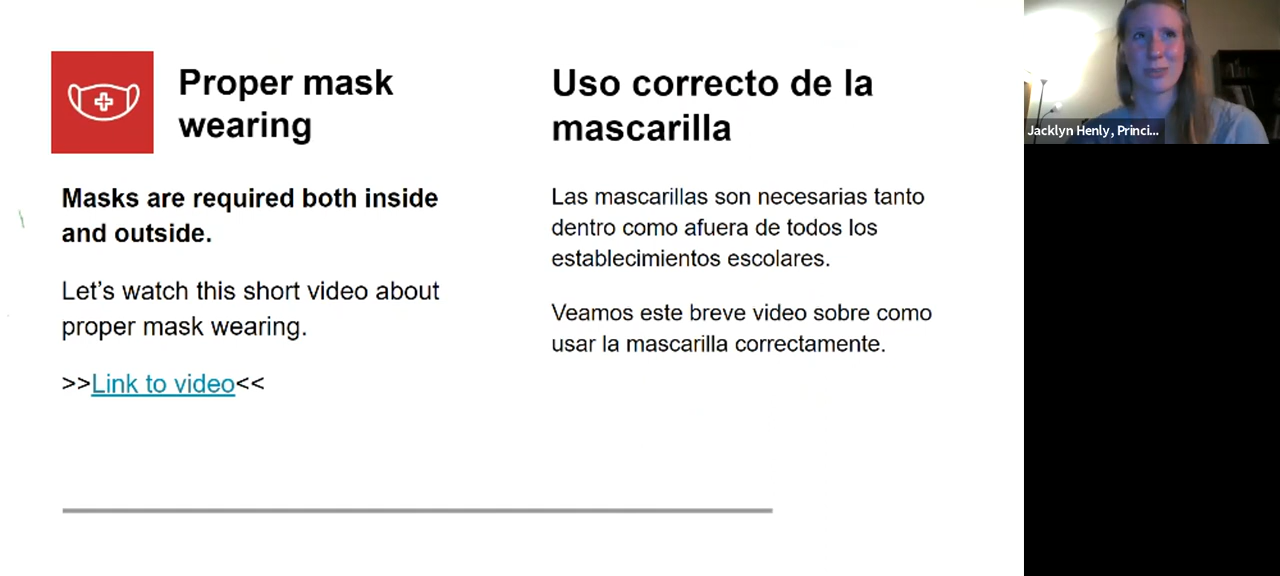 Proper mask
wearing
Masks are required both inside
and outside.
Let’s watch this short video about
proper mask wearing.
>>Link to video<<
Uso correcto de la
mascarilla
Las mascarillas son necesarias tanto
dentro como afuera de todos los
establecimientos escolares.
Veamos este breve video sobre como
usar la mascarilla correctamente.
Jacklyn Henly, Princi...